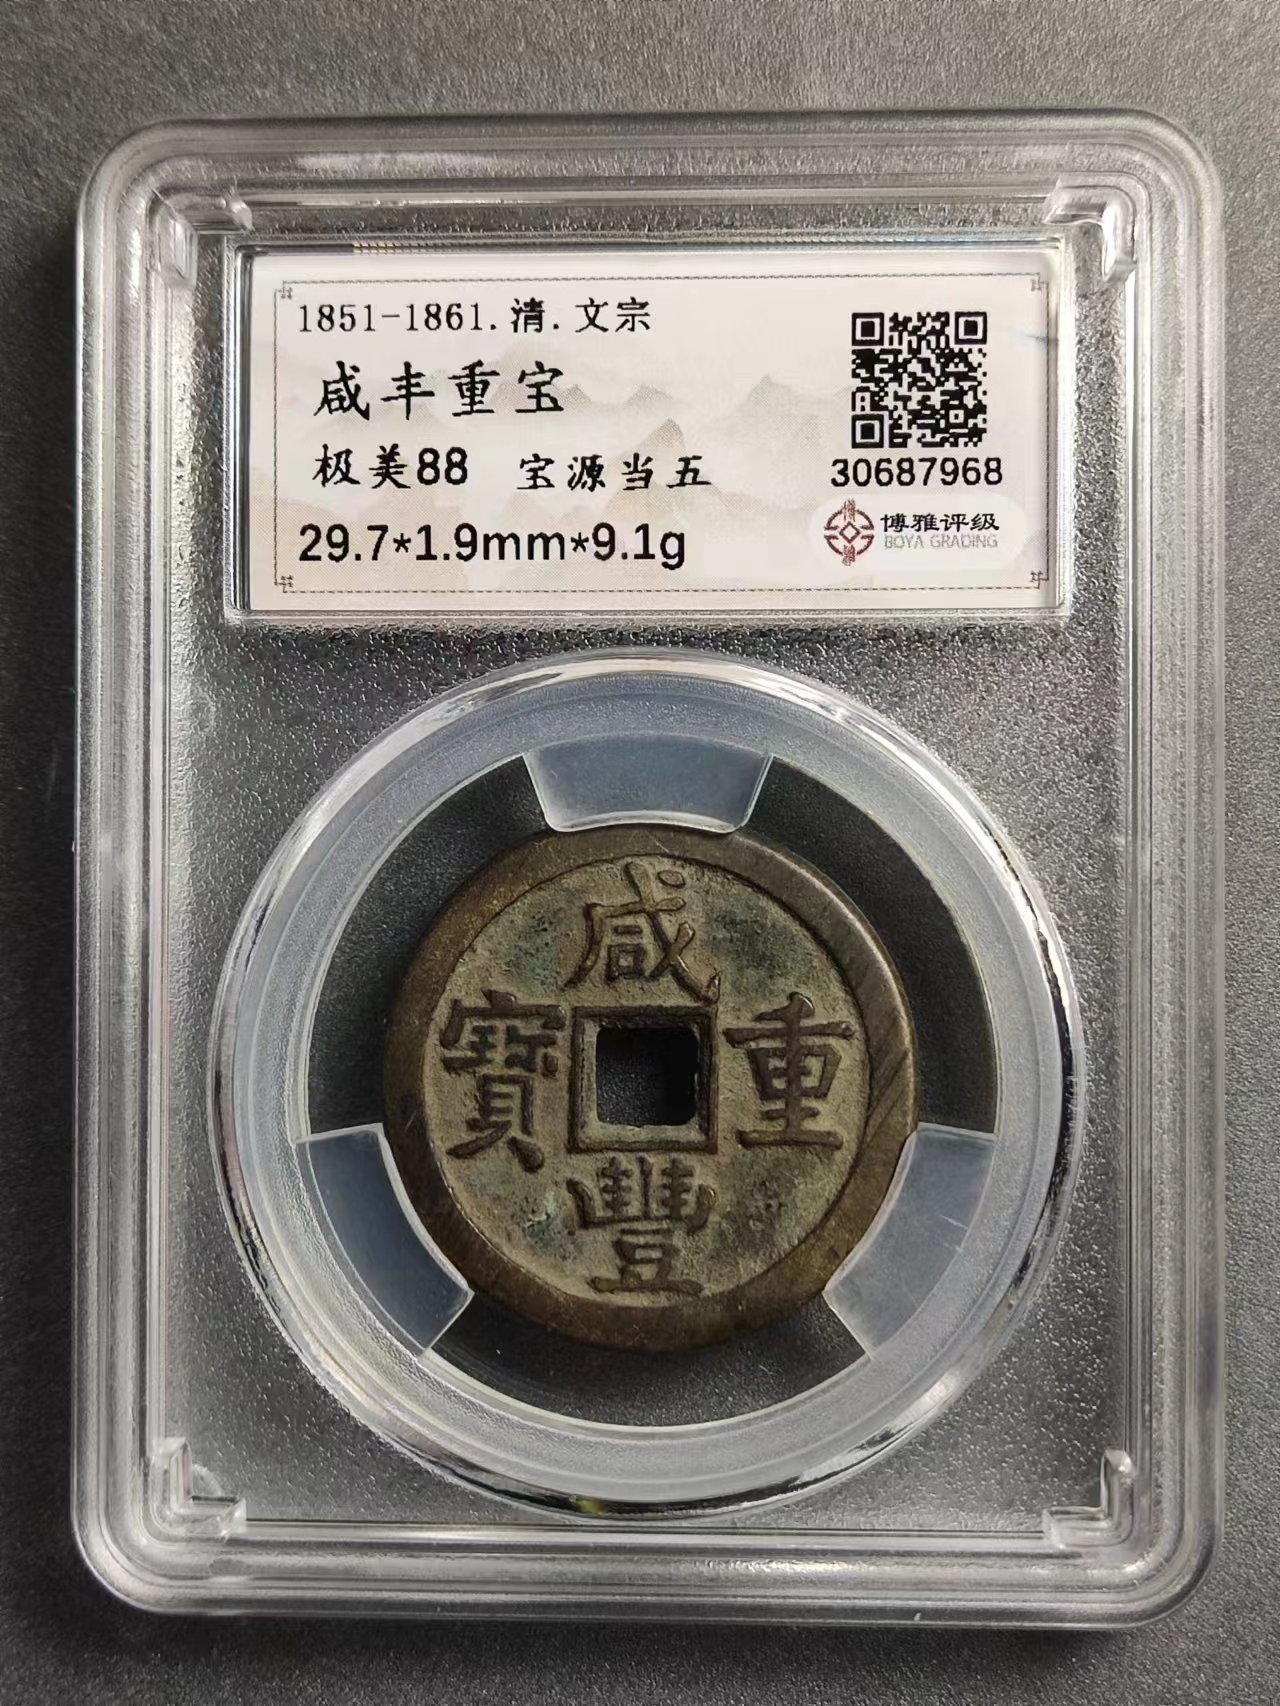 1851-1861.清.文宗
咸丰重宝
极美88 宝源当五
29.7*1.9mm*9.1g
30687968
博雅评级
BOYA GRADING
咸
寶 重
豐